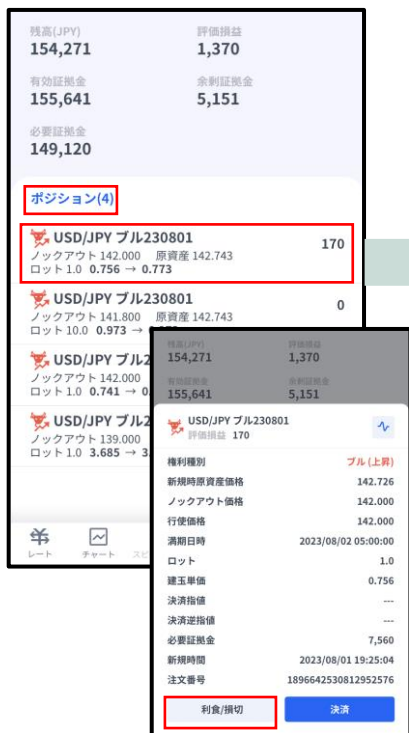 残高(JPY) 評価損益
154,271 1,370
有効証拠金 余剰証拠金
155,641 5,151
必要証拠金
149,120
ポジション(4)
USD/JPY ブル230801
ノックアウト 142.000 原資産 142.743 170
ロット 1.0 0.756 → 0.773
USD/JPY ブル230801
ノックアウト 141.800 原資産 142.743 0
ロット 10.0 0.973 →
USD/JPY ブル2
ノックアウト 142.000
ロット 1.0 0.741 → 0.
USD/JPY ブル2
ノックアウト 139.000
ロット 1.0 3.685 → 3.
レート チャート スピ
残高(JPY) 評価損益
154,271 1,370
有効証拠金 余剰証拠金
155,641 5,151
USD/JPY ブル230801
評価損益 170
権利種別 ブル (上昇)
新規時原資産価格 142.726
ノックアウト価格 142.000
行使価格 142.000
満期日時 2023/08/02 05:00:00
ロット 1.0
建玉単価 0.756
決済指値 ---
決済逆指値 ---
必要証拠金 7,560
新規時間 2023/08/01 19:25:04
注文番号 1896642530812952576
利食/損切 決済